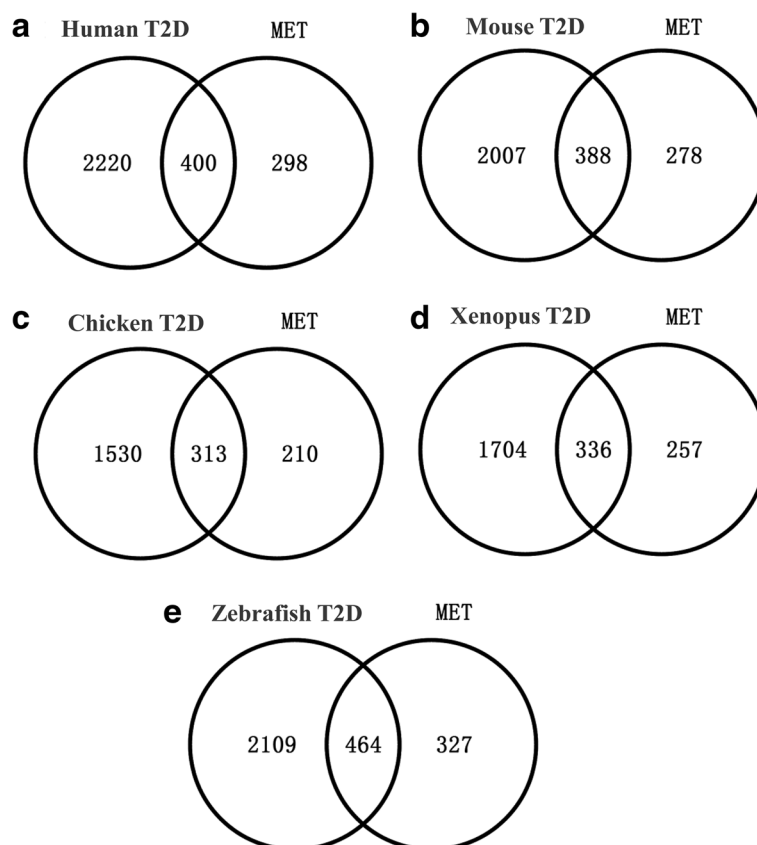 a Human T2D MET
2220 400 298
b Mouse T2D MET
2007 388 278
c Chicken T2D MET
1530 313 210
d Xenopus T2D MET
1704 336 257
e Zebrafish T2D MET
2109 464 327